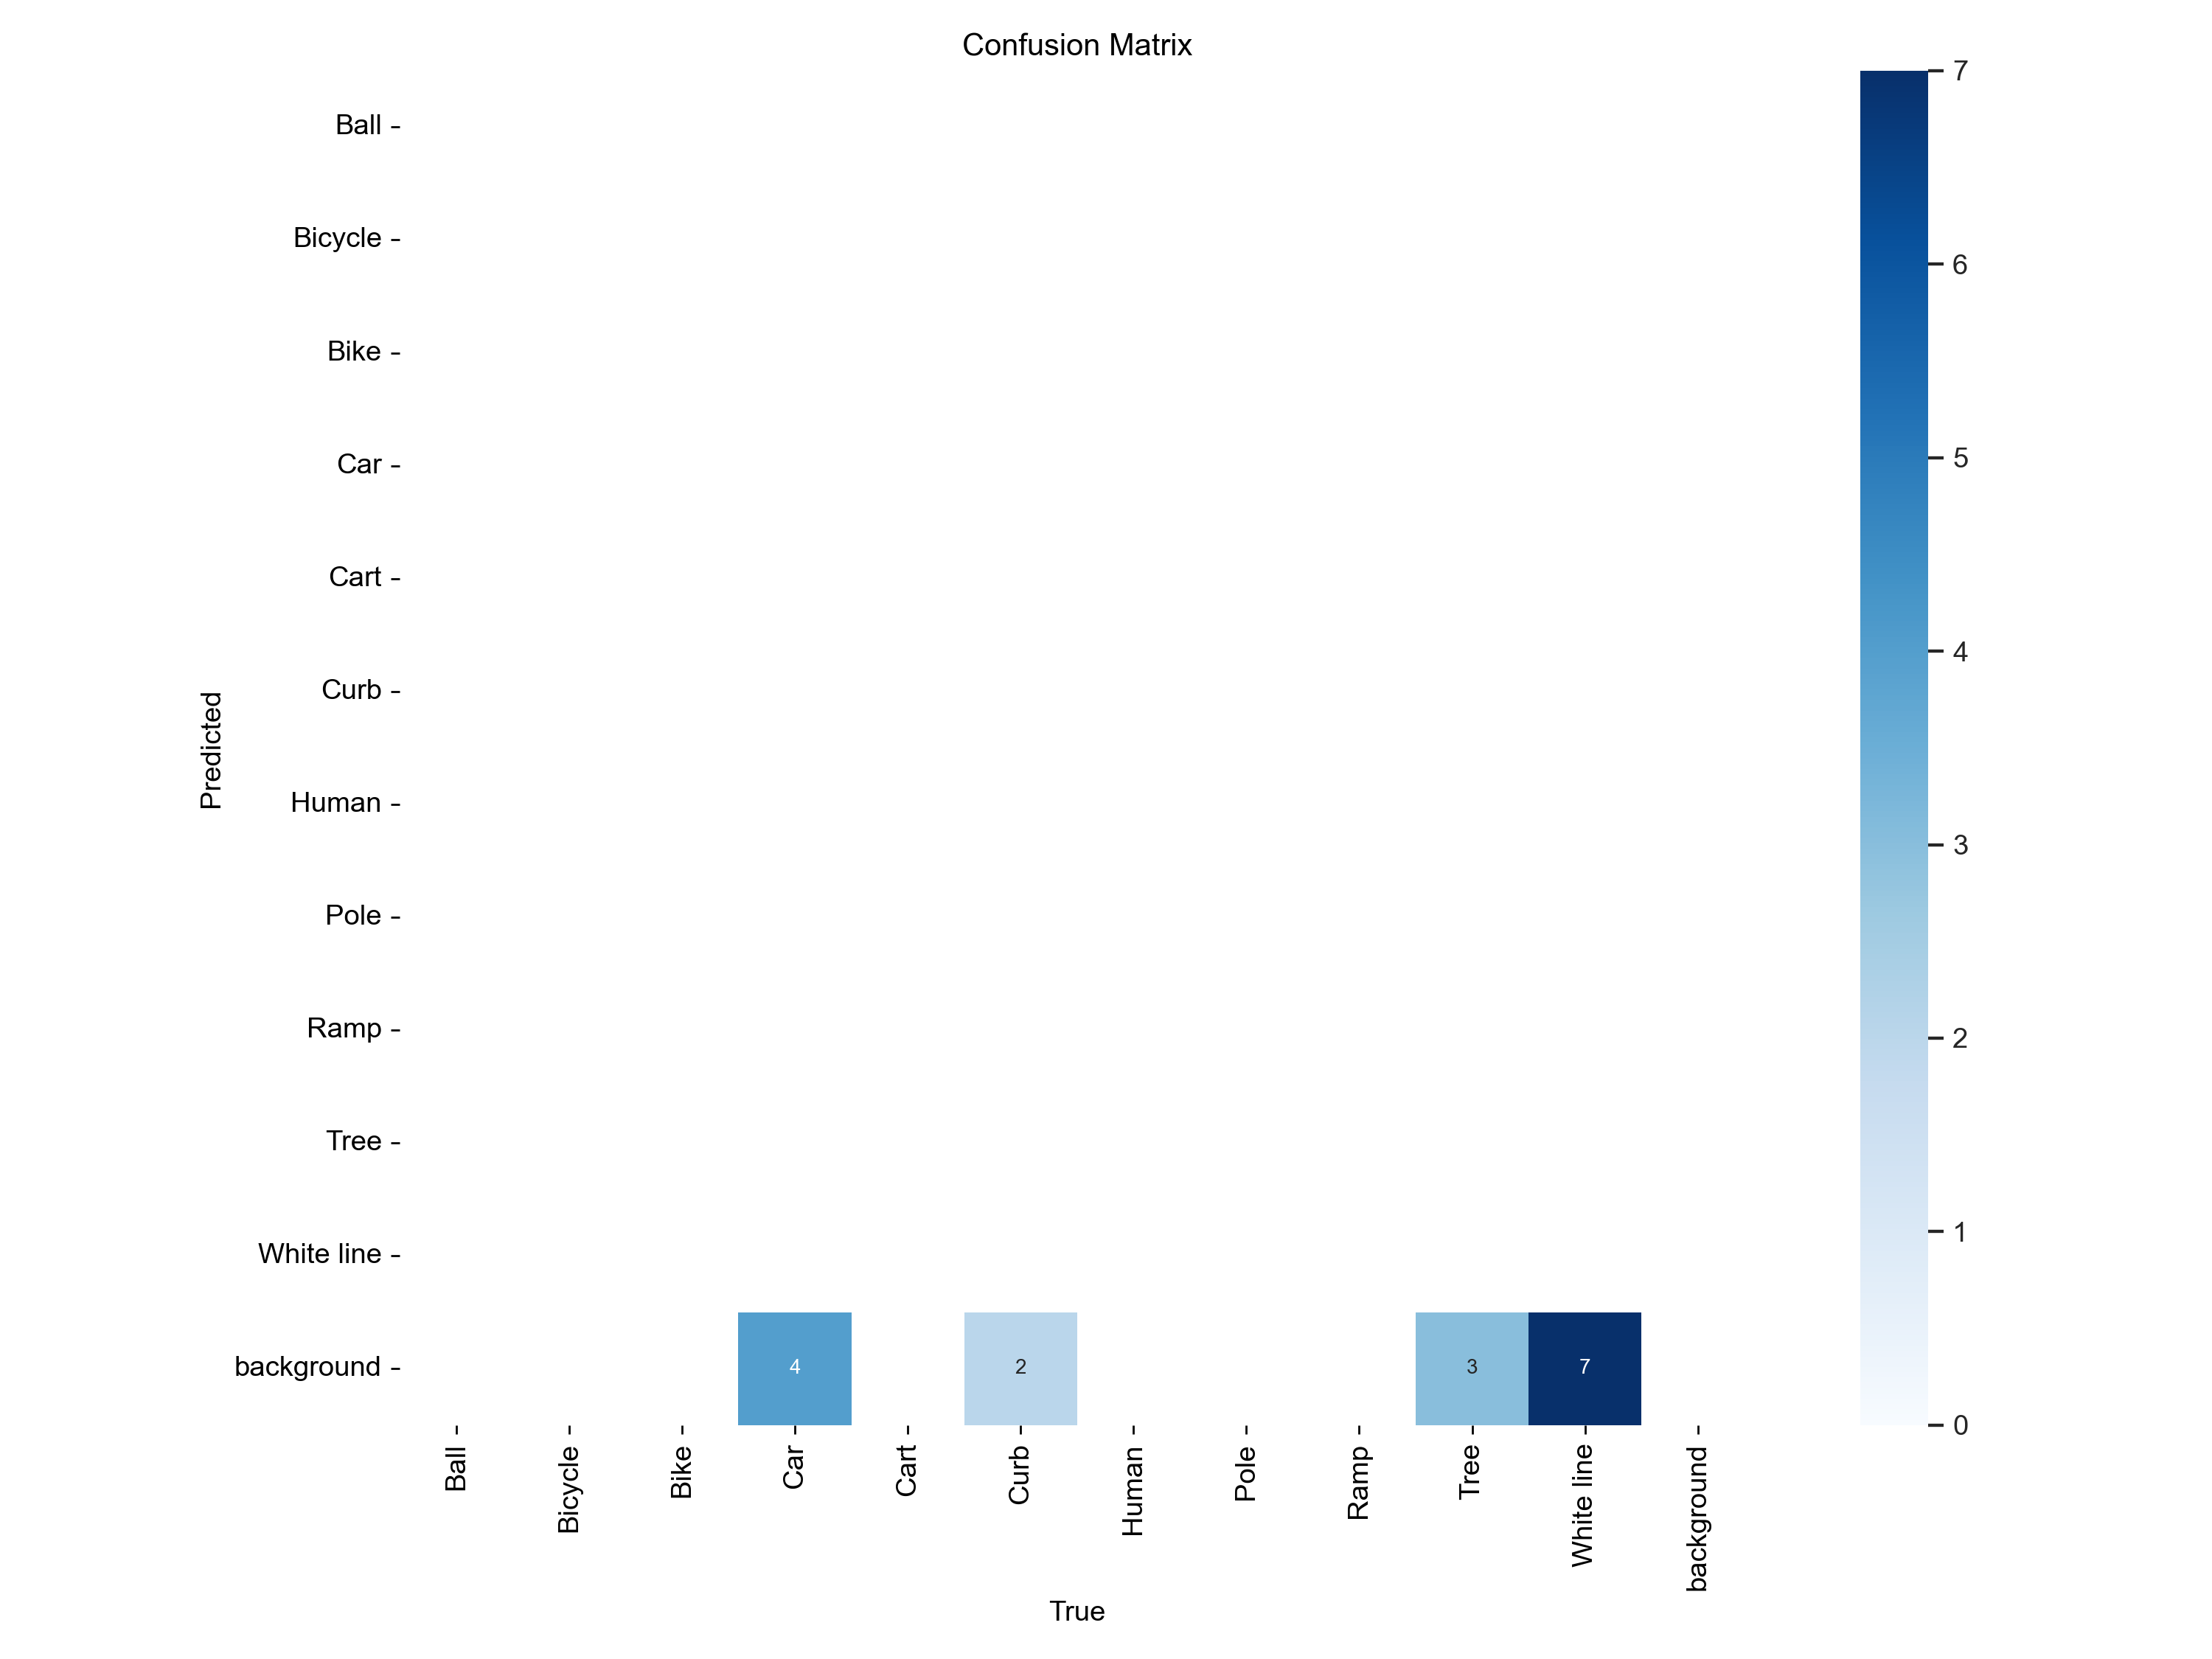 Confusion Matrix
Ball
Bicycle
Bike
Car
Cart
Curb
Human
Pole
Ramp
Tree
White line
background
Predicted
4
2
3
7
Ball
Bicycle
Bike
Car
Cart
Curb
Human
Pole
Ramp
Tree
White line
background
True
7
6
5
4
3
2
1
0